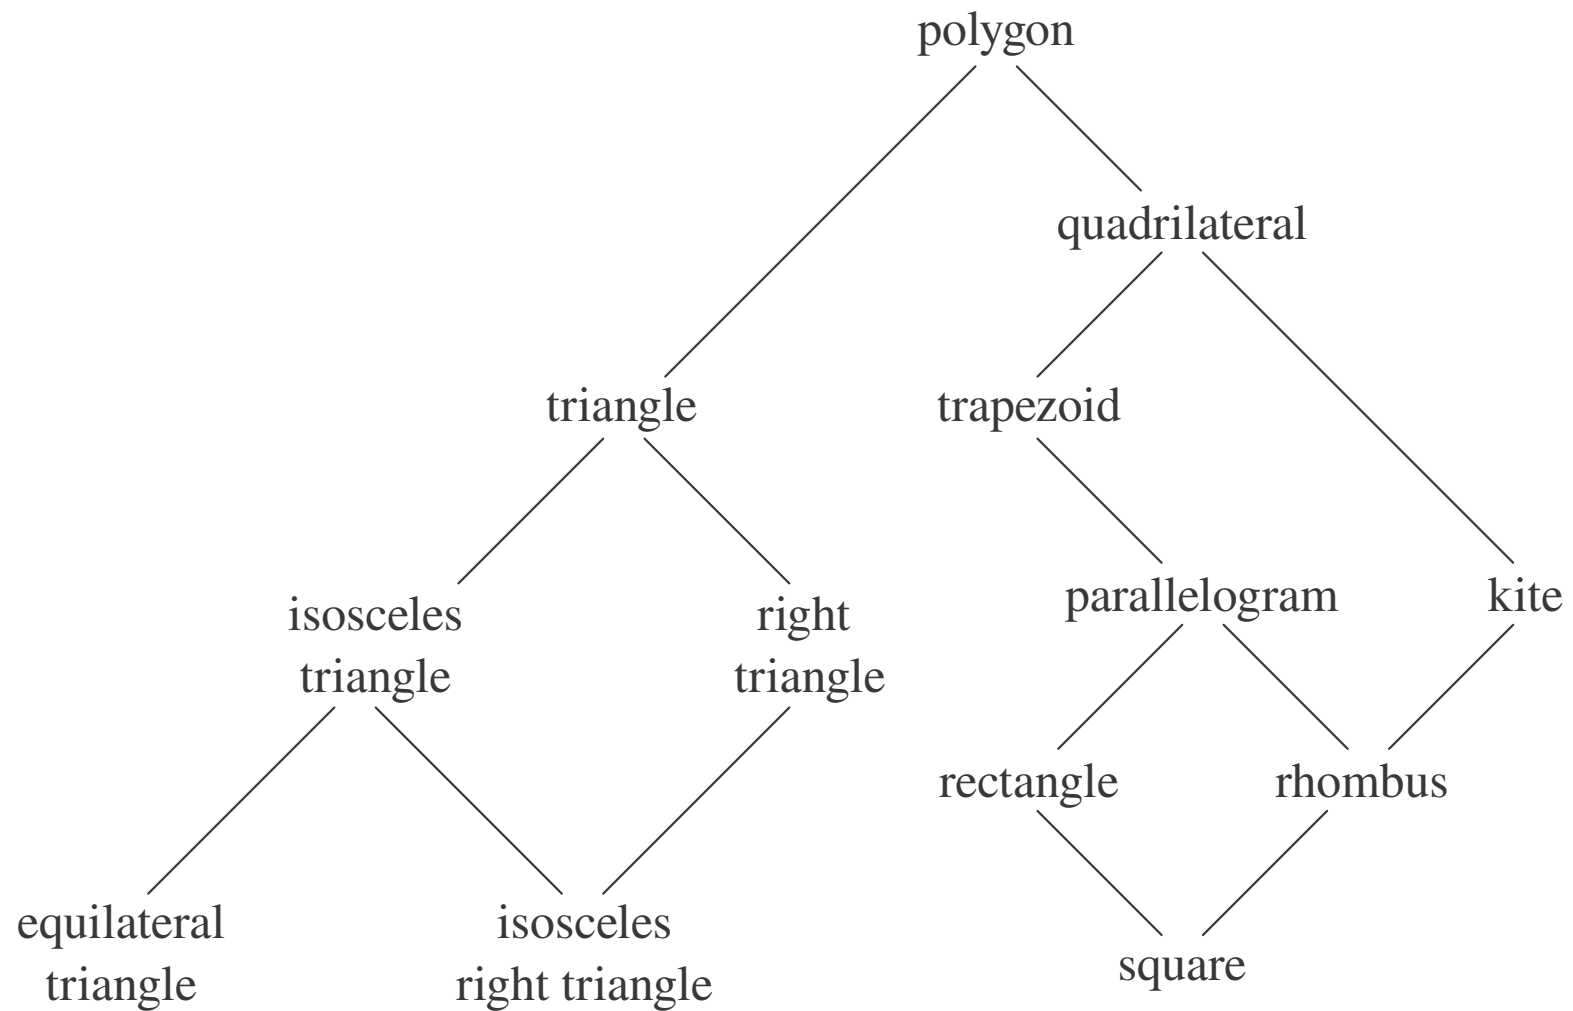 polygon
quadrilateral
triangle
trapezoid
isosceles
triangle
right
triangle
parallelogram
kite
rectangle
rhombus
equilateral
triangle
isosceles
right triangle
square